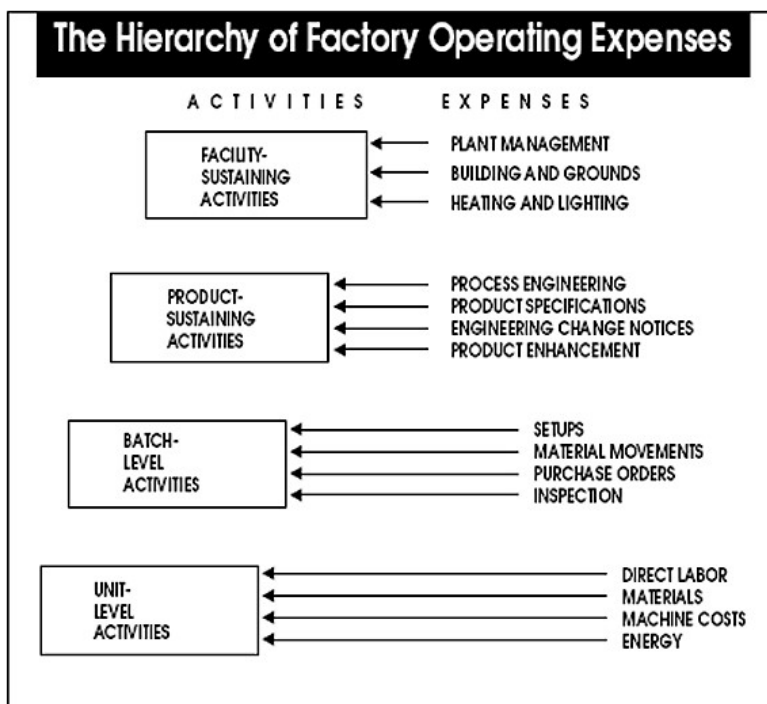 The Hierarchy of Factory Operating Expenses
ACTIVITIES EXPENSES
FACILITY-
SUSTAINING
ACTIVITIES
PLANT MANAGEMENT
BUILDING AND GROUNDS
HEATING AND LIGHTING
PRODUCT-
SUSTAINING
ACTIVITIES
PROCESS ENGINEERING
PRODUCT SPECIFICATIONS
ENGINEERING CHANGE NOTICES
PRODUCT ENHANCEMENT
BATCH-
LEVEL
ACTIVITIES
SETUPS
MATERIAL MOVEMENTS
PURCHASE ORDERS
INSPECTION
UNIT-
LEVEL
ACTIVITIES
DIRECT LABOR
MATERIALS
MACHINE COSTS
ENERGY